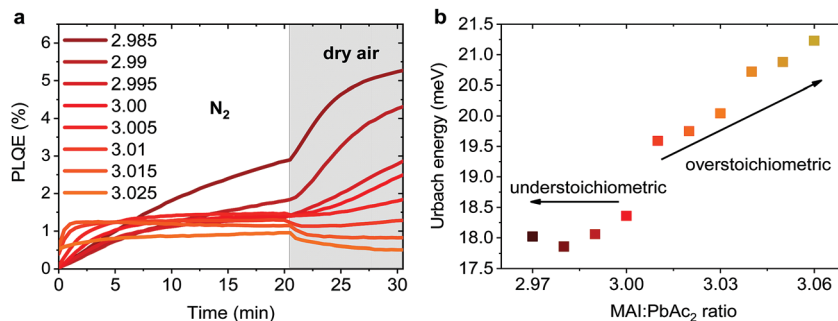 a
PLQE (%)
6
5
4
3
2
1
0
2.985
2.99
2.995
3.00
3.005
3.01
3.015
3.025
N₂
dry air
0 5 10 15 20 25 30
Time (min)
b
Urbach energy (meV)
21.5
21.0
20.5
20.0
19.5
19.0
18.5
18.0
17.5
understoichiometric
overstoichiometric
2.97 3.00 3.03 3.06
MAI:PbAc₂ ratio